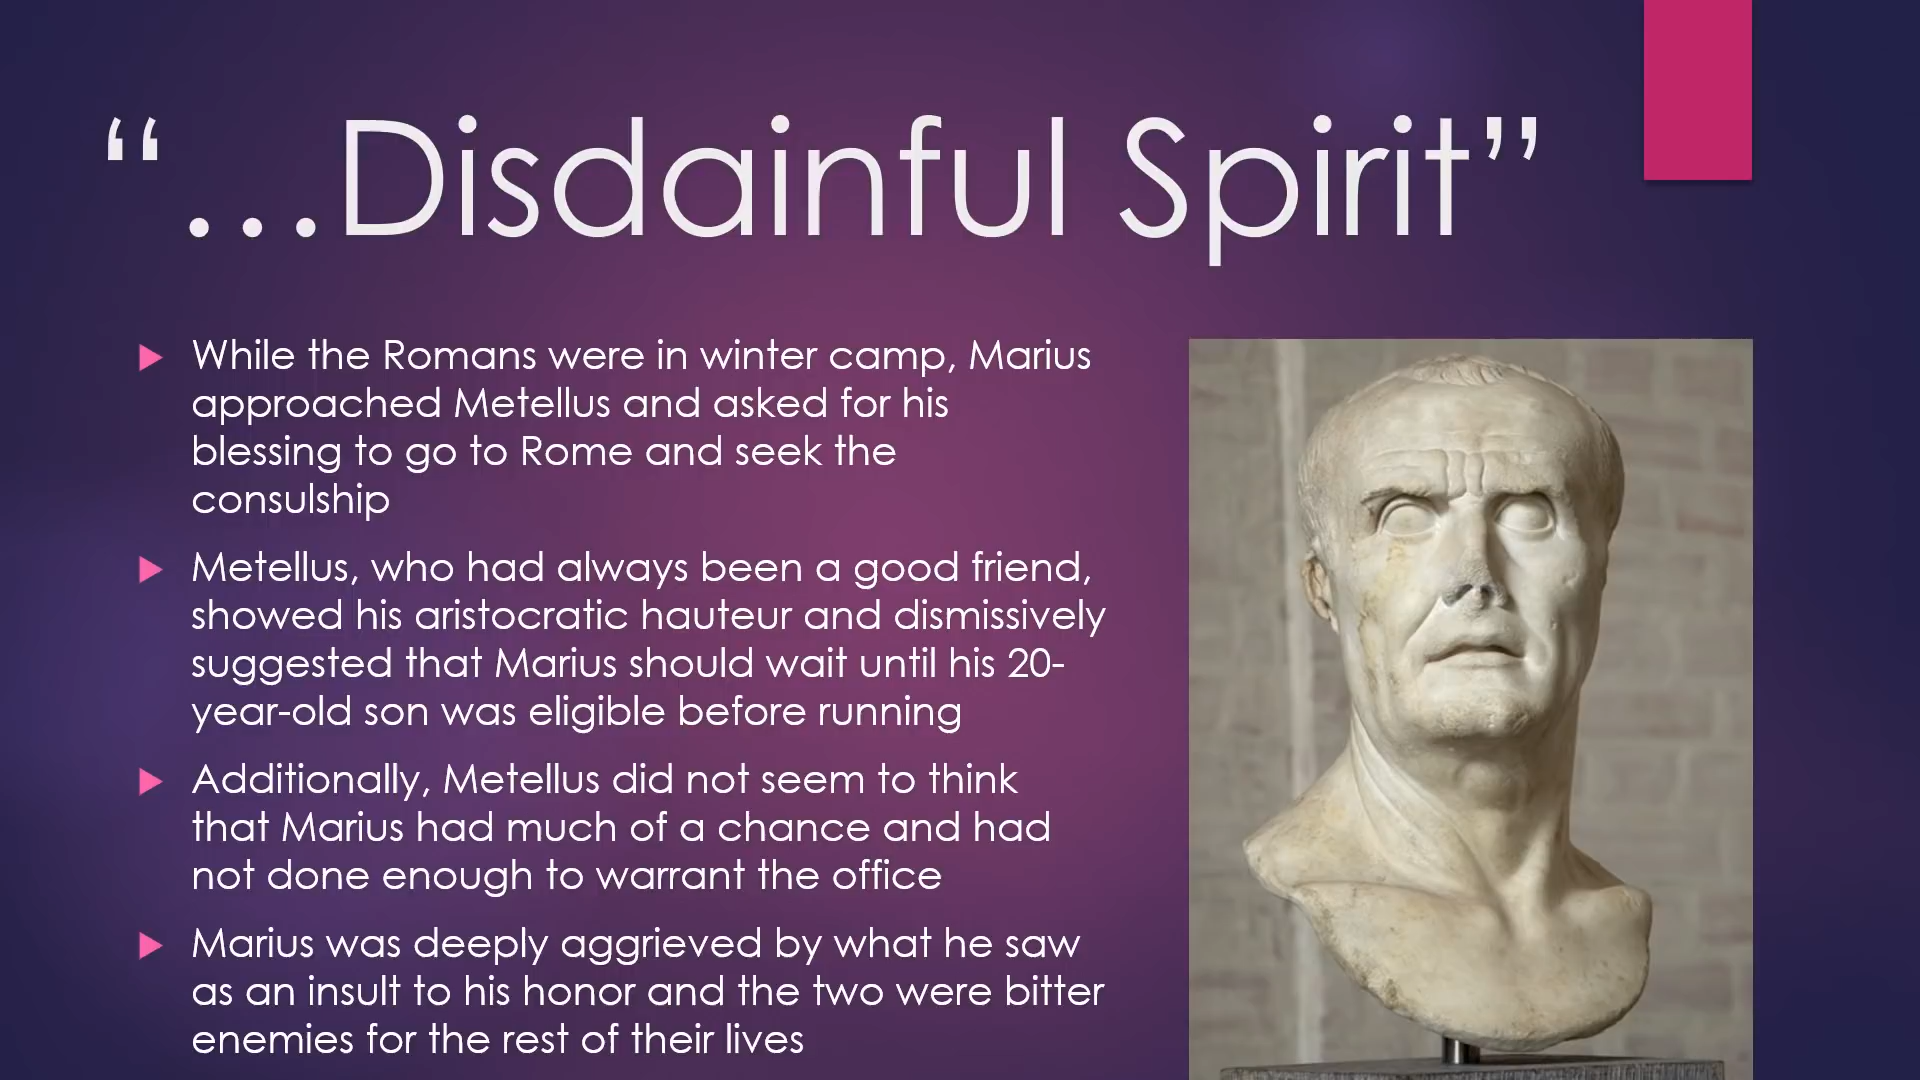 “…Disdainful Spirit”
While the Romans were in winter camp, Marius
approached Metellus and asked for his
blessing to go to Rome and seek the
consulship
Metellus, who had always been a good friend,
showed his aristocratic hauteur and dismissively
suggested that Marius should wait until his 20-
year-old son was eligible before running
Additionally, Metellus did not seem to think
that Marius had much of a chance and had
not done enough to warrant the office
Marius was deeply aggrieved by what he saw
as an insult to his honor and the two were bitter
enemies for the rest of their lives